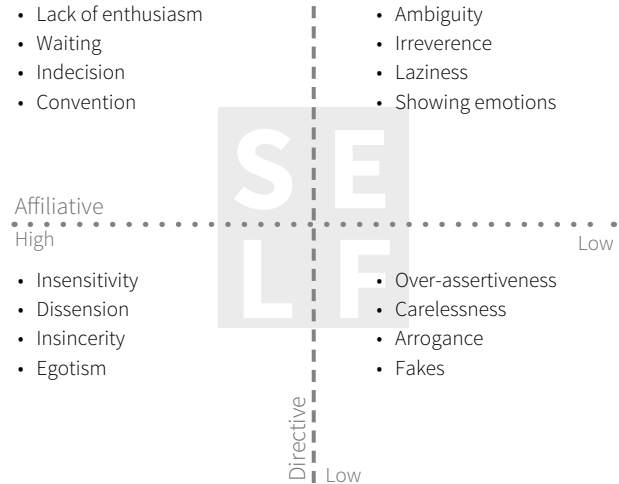 • Lack of enthusiasm
• Waiting
• Indecision
• Convention
• Ambiguity
• Irreverence
• Laziness
• Showing emotions
S E
L F
Affiliative
High
Low
• Insensitivity
• Dissension
• Insincerity
• Egotism
• Over-assertiveness
• Carelessness
• Arrogance
• Fakes
Directive
Low